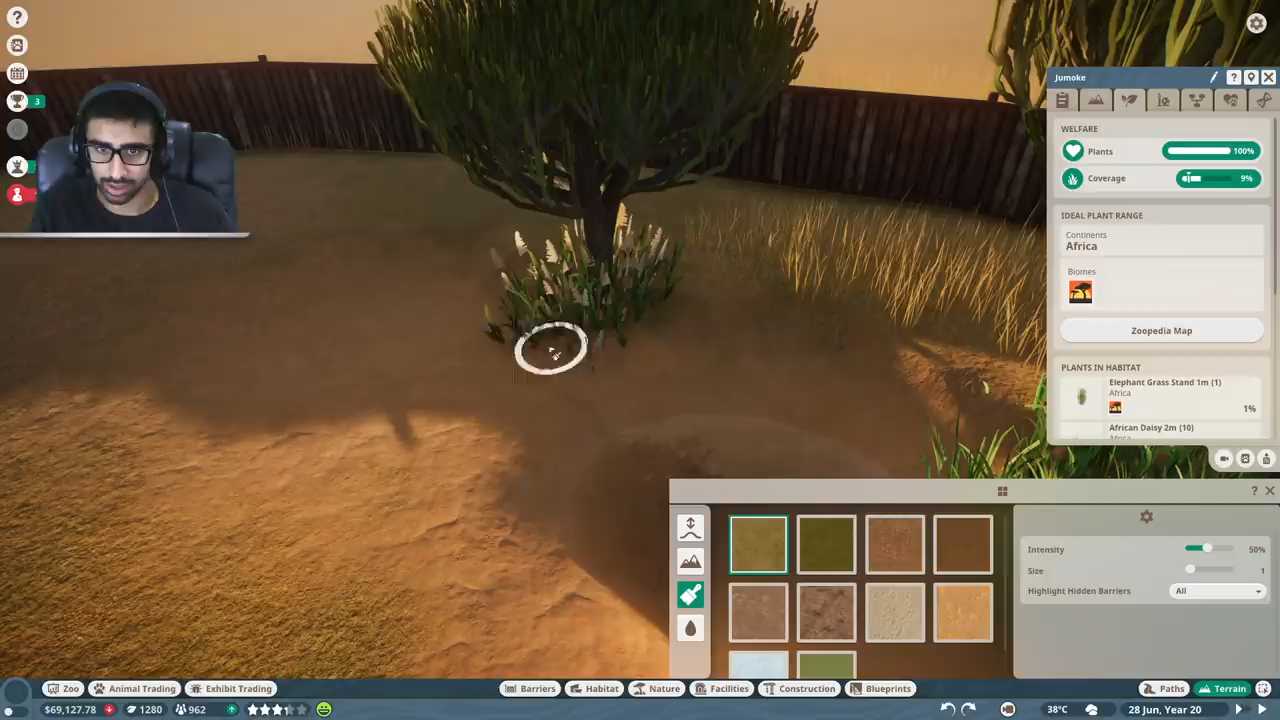 ?
3
Jumoke
?
WELFARE
Plants
100%
Coverage
9%
IDEAL PLANT RANGE
Continents
Africa
Biomes
Zoopedia Map
PLANTS IN HABITAT
Elephant Grass Stand 1m (1)
Africa
1%
African Daisy 2m (10)
?
Intensity
50%
Size
1
Highlight Hidden Barriers
All
Zoo
Animal Trading
Exhibit Trading
Barriers
Habitat
Nature
Facilities
Construction
Blueprints
Paths
Terrain
$69,127.78
1280
962
38°C
28 Jun, Year 20